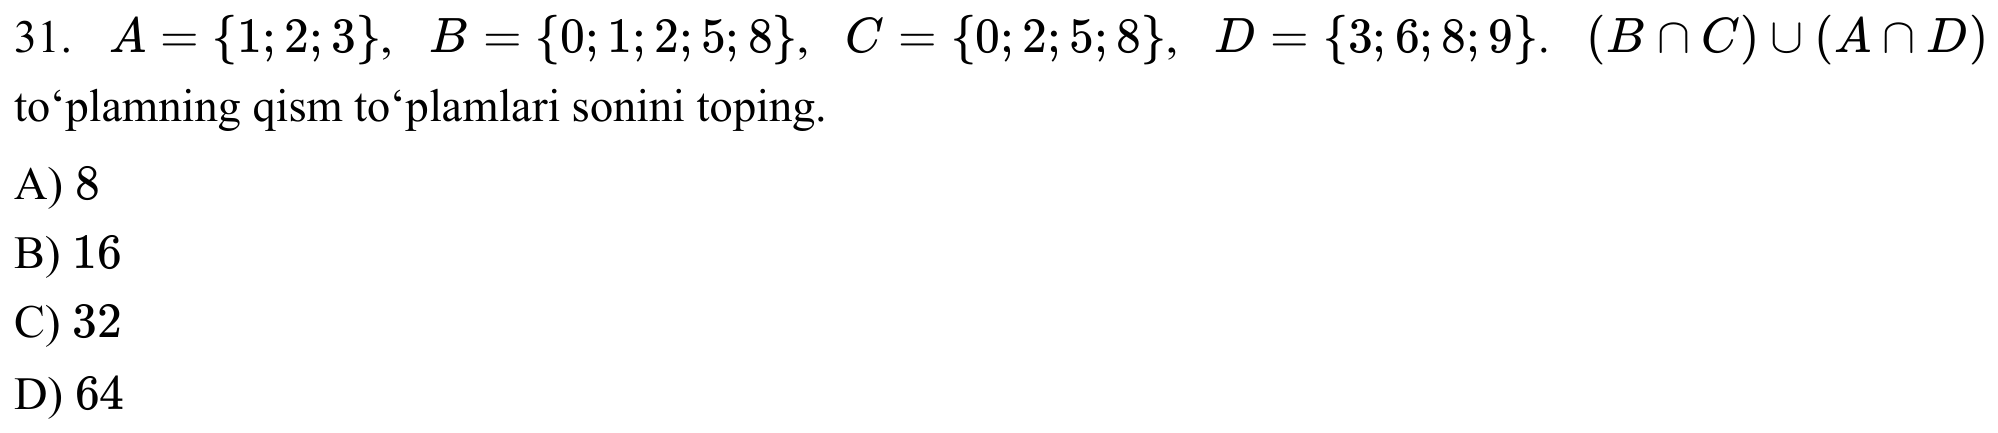 31. A = {1; 2; 3}, B = {0; 1; 2; 5; 8}, C = {0; 2; 5; 8}, D = {3; 6; 8; 9}. (B ∩ C) ∪ (A ∩ D)
to‘plamning qism to‘plamlari sonini toping.
A) 8
B) 16
C) 32
D) 64